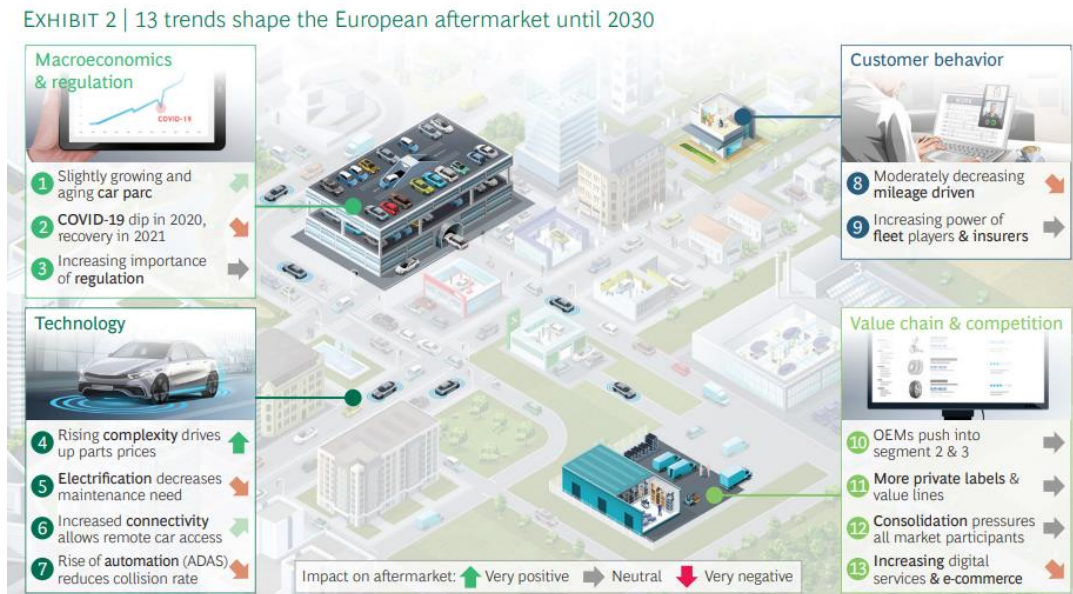 EXHIBIT 2 | 13 trends shape the European aftermarket until 2030
Macroeconomics
& regulation
COVID-19
1 Slightly growing and
aging car parc
2 COVID-19 dip in 2020,
recovery in 2021
3 Increasing importance
of regulation
Technology
4 Rising complexity drives
up parts prices
5 Electrification decreases
maintenance need
6 Increased connectivity
allows remote car access
7 Rise of automation (ADAS)
reduces collision rate
Customer behavior
8 Moderately decreasing
mileage driven
9 Increasing power of
fleet players & insurers
Value chain & competition
10 OEMs push into
segment 2 & 3
11 More private labels &
value lines
12 Consolidation pressures
all market participants
13 Increasing digital
services & e-commerce
Impact on aftermarket: Very positive Neutral Very negative